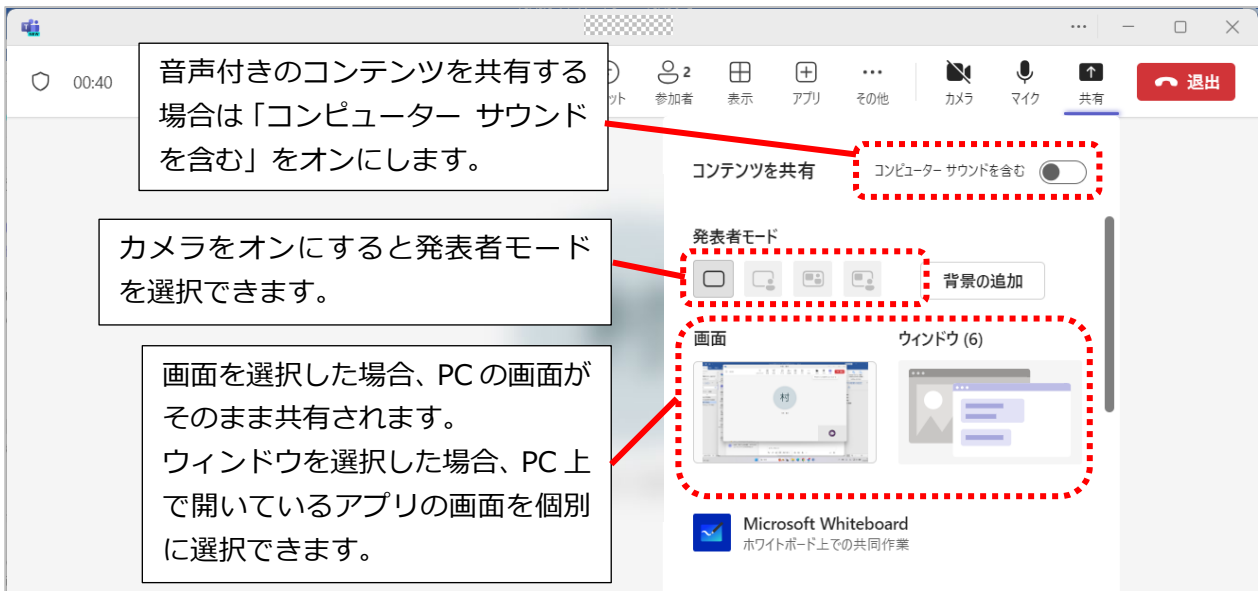 NEW
00:40
音声付きのコンテンツを共有する
場合は「コンピューター サウンド
を含む」をオンにします。
ット
2
参加者
表示
アプリ
その他
カメラ
マイク
共有
退出
コンテンツを共有
コンピューター サウンドを含む
カメラをオンにすると発表者モード
を選択できます。
発表者モード
背景の追加
画面を選択した場合、PC の画面が
そのまま共有されます。
ウィンドウを選択した場合、PC 上
で開いているアプリの画面を個別
に選択できます。
画面
ウィンドウ (6)
村
Microsoft Whiteboard
ホワイトボード上での共同作業